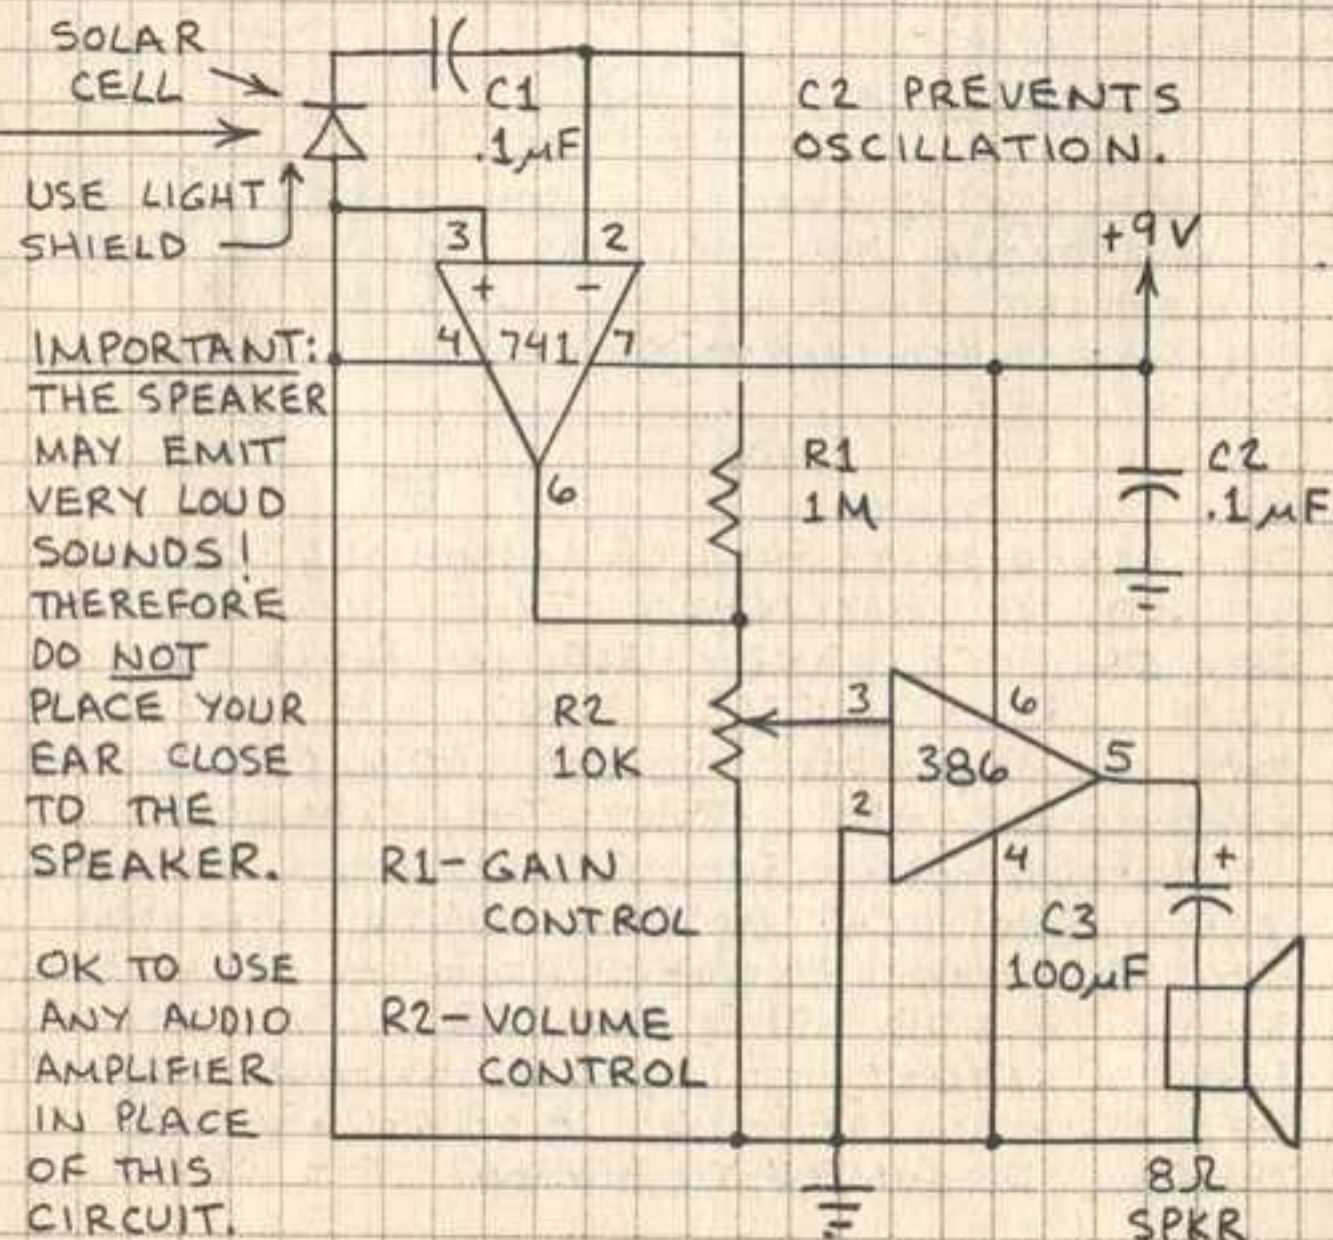 SOLAR
CELL
C1
.1μF
C2 PREVENTS
OSCILLATION.
USE LIGHT
SHIELD
3
2
+
-
4
741
7
6
+9V
IMPORTANT:
THE SPEAKER
MAY EMIT
VERY LOUD
SOUNDS!
THEREFORE
DO NOT
PLACE YOUR
EAR CLOSE
TO THE
SPEAKER.
R1
1M
C2
.1μF
R2
10K
3
2
386
6
5
4
+
C3
100μF
R1-GAIN
CONTROL
R2-VOLUME
CONTROL
OK TO USE
ANY AUDIO
AMPLIFIER
IN PLACE
OF THIS
CIRCUIT.
8Ω
SPKR